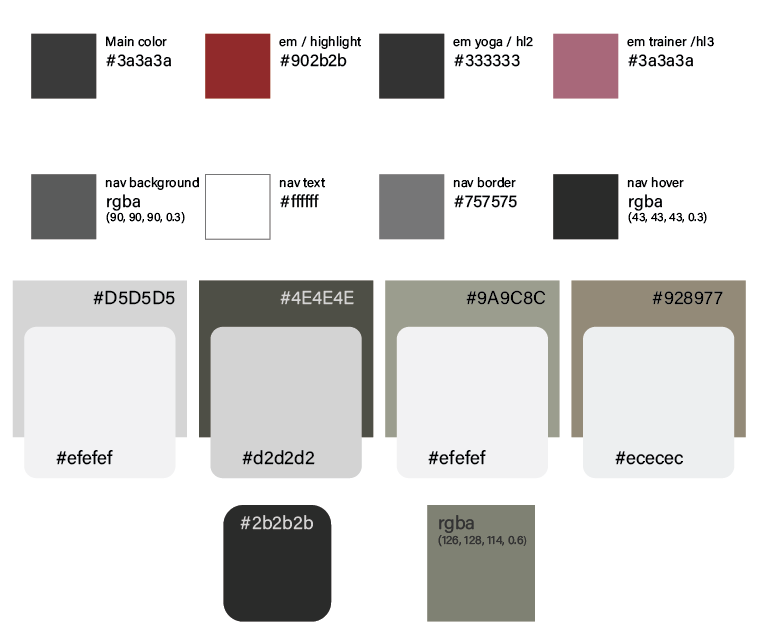 Main color
#3a3a3a
em / highlight
#902b2b
em yoga / hl2
#333333
em trainer /hl3
#3a3a3a
nav background
rgba
(90, 90, 90, 0.3)
nav text
#ffffff
nav border
#757575
nav hover
rgba
(43, 43, 43, 0.3)
#D5D5D5
#efefef
#4E4E4E
#d2d2d2
#9A9C8C
#efefef
#928977
#ececec
#2b2b2b
rgba
(126, 128, 114, 0.6)